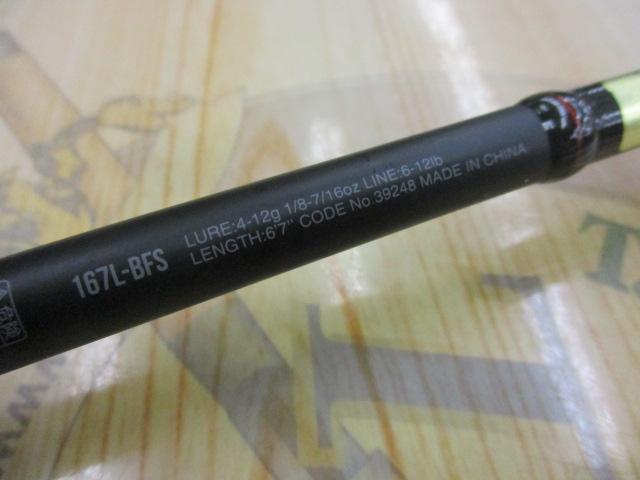 167L-BFS
LURE:4-12g 1/8-7/16oz LINE:6-12lb
LENGTH:6'7" CODE No.39248 MADE IN CHINA